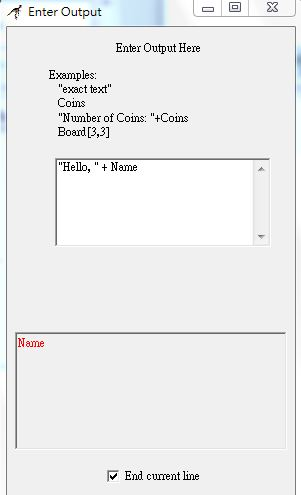 Enter Output
Enter Output Here
Examples:
"exact text"
Coins
"Number of Coins: "+Coins
Board[3,3]
"Hello, " + Name
Name
End current line